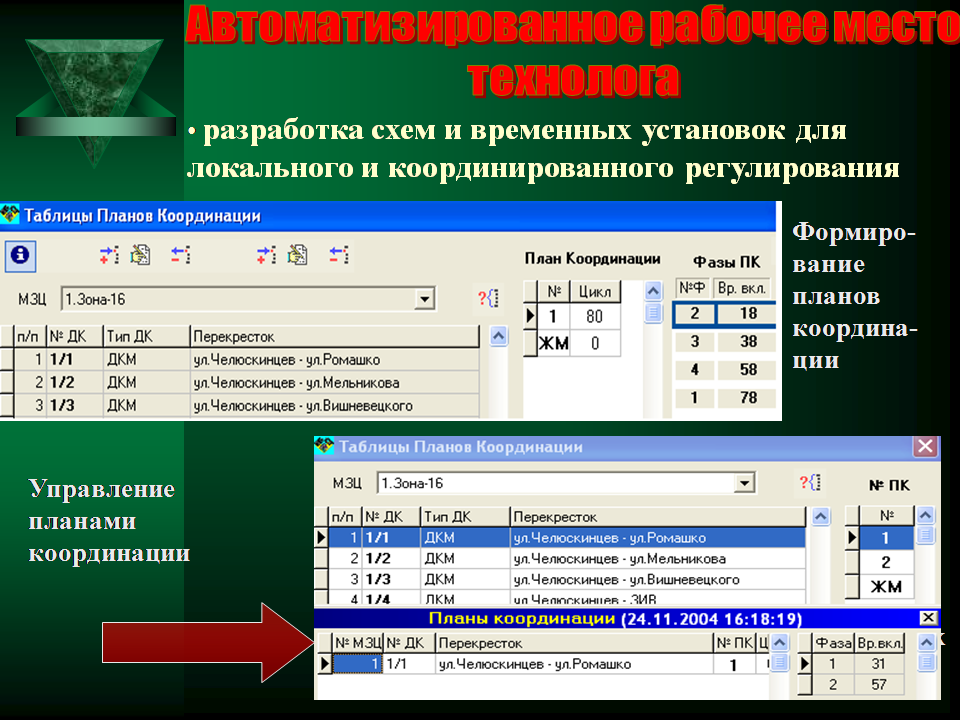 Автоматизированное рабочее место
технолога
• разработка схем и временных установок для
локального и координированного регулирования
Таблицы Планов Координации
МЗЦ 1.Зона-16
п/п № ДК Тип ДК Перекресток
1 1/1 ДКМ ул.Челюскинцев - ул.Ромашко
2 1/2 ДКМ ул.Челюскинцев - ул.Мельникова
3 1/3 ДКМ ул.Челюскинцев - ул.Вишневецкого
План Координации
№ Цикл
1 80
ЖМ 0
Фазы ПК
№Ф Вр. вкл.
2 18
3 38
4 58
1 78
Формиро-
вание
планов
координа-
ции
Управление
планами
координации
Таблицы Планов Координации
МЗЦ 1.Зона-16
п/п № ДК Тип ДК Перекресток
1 1/1 ДКМ ул.Челюскинцев - ул.Ромашко
2 1/2 ДКМ ул.Челюскинцев - ул.Мельникова
3 1/3 ДКМ ул.Челюскинцев - ул.Вишневецкого
4 1/4 ДКМ ул.Челюскинцев - ЗИВ
№ ПК
№
1
2
ЖМ
Планы координации (24.11.2004 16:18:19)
№ МЗЦ № ДК Перекресток № ПК Ц
1 1/1 ул.Челюскинцев - ул.Ромашко 1
Фаза Вр.вкл.
1 31
2 57